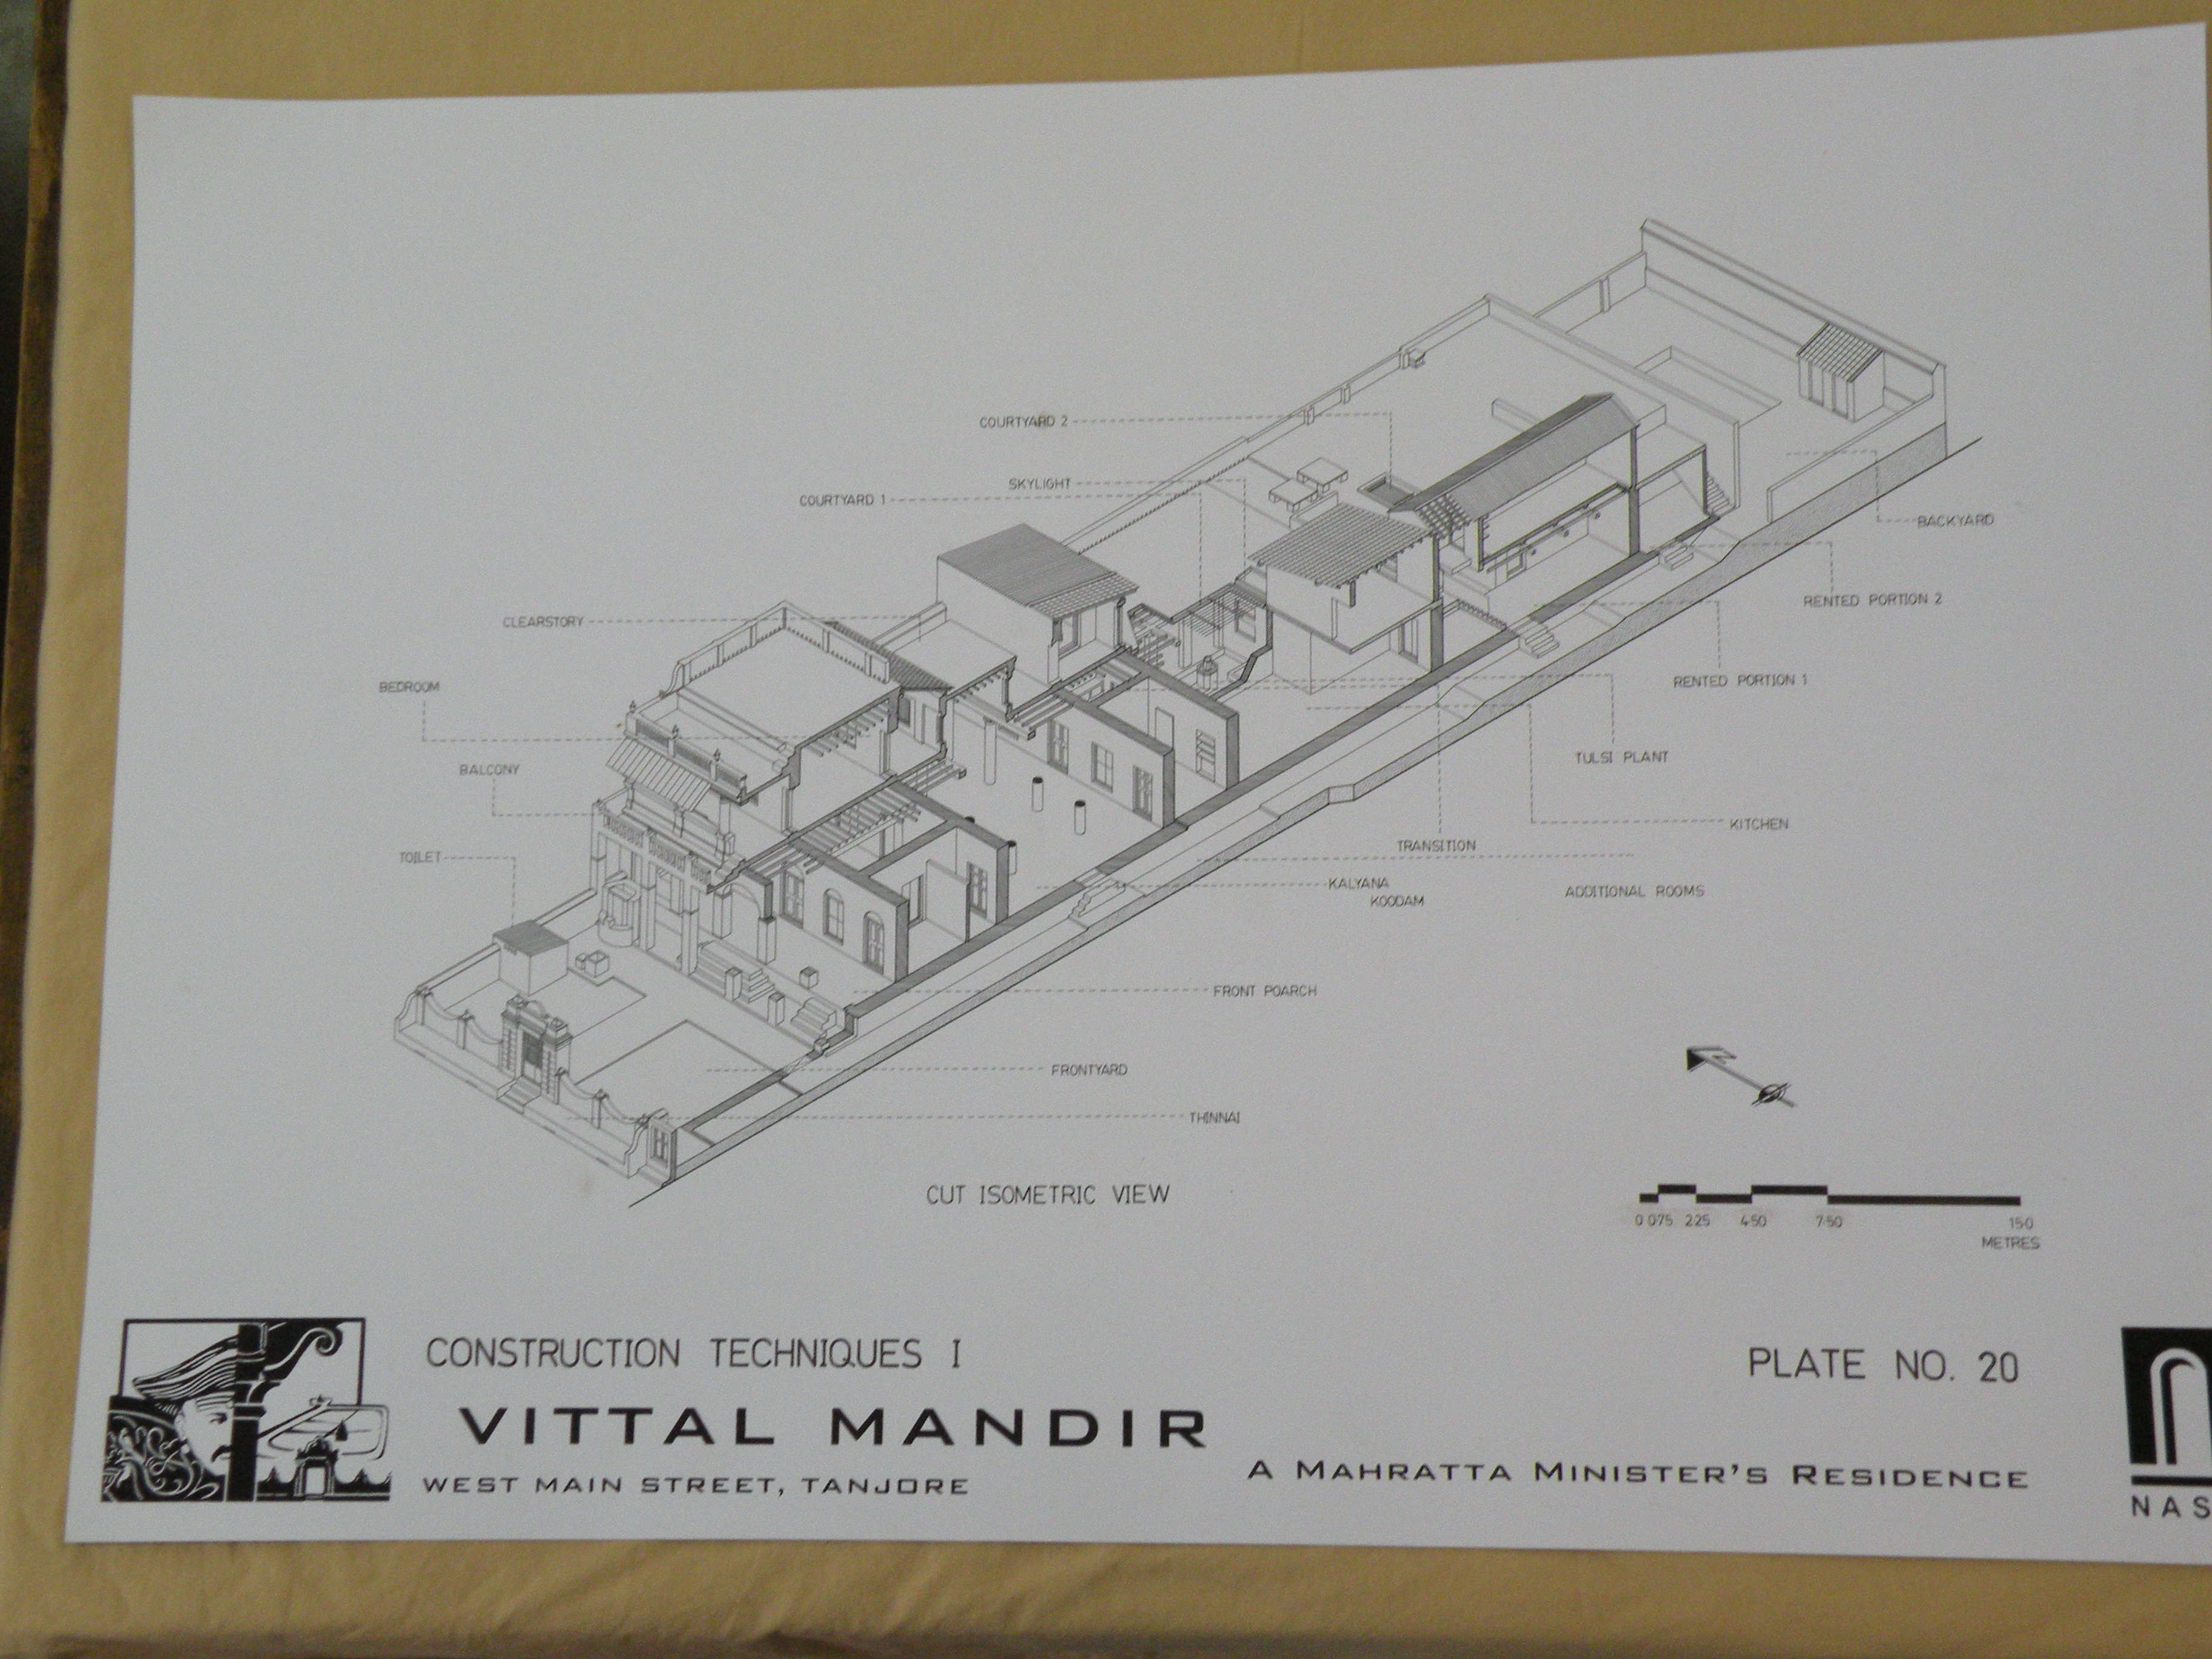 COURTYARD 2
SKYLIGHT
COURTYARD 1
BACKYARD
RENTED PORTION 2
CLEARSTORY
BEDROOM
RENTED PORTION 1
BALCONY
TULSI PLANT
KITCHEN
TOILET
TRANSITION
KALYANA
KOODAM
ADDITIONAL ROOMS
FRONT POARCH
FRONTYARD
THINNAI
CUT ISOMETRIC VIEW
0 0.75 2.25 4.50 7.50 15.0
METRES
CONSTRUCTION TECHNIQUES I
PLATE NO. 20
VITTAL MANDIR
WEST MAIN STREET, TANJORE
A MAHRATTA MINISTER'S RESIDENCE
NAS